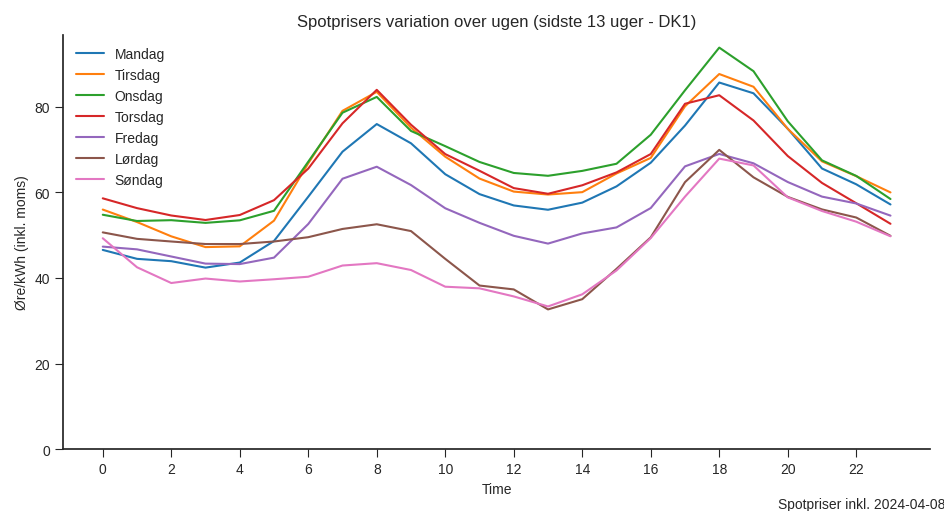 Spotprisers variation over ugen (sidste 13 uger - DK1)
Mandag
Tirsdag
Onsdag
Torsdag
Fredag
Lørdag
Søndag
Øre/kWh (inkl. moms)
80
60
40
20
0
0 2 4 6 8 10 12 14 16 18 20 22
Time
Spotpriser inkl. 2024-04-08